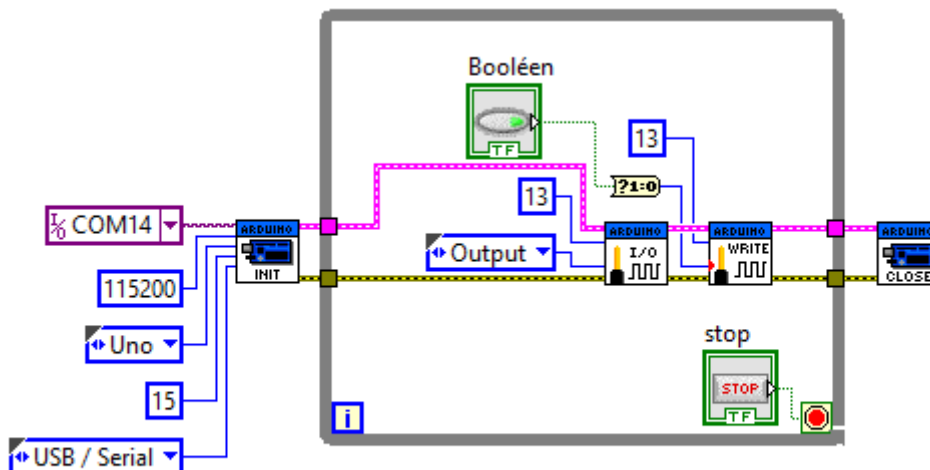 Booléen
TF
13
?1:0
13
I/O COM14
ARDUINO
INIT
ARDUINO
I/O
ARDUINO
WRITE
ARDUINO
CLOSE
Output
115200
Uno
15
USB / Serial
stop
STOP
TF
i